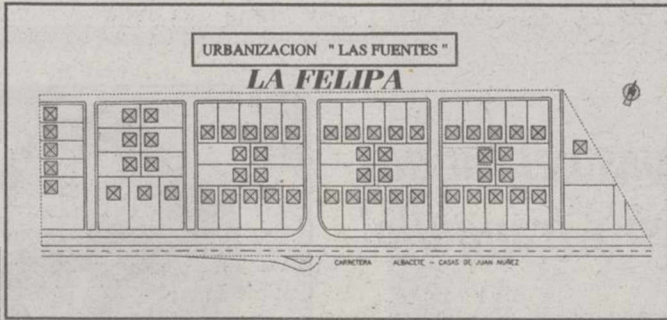 URBANIZACION " LAS FUENTES "
LA FELIPA
CARRETERA ALBACETE - CASAS DE JUAN NUÑEZ